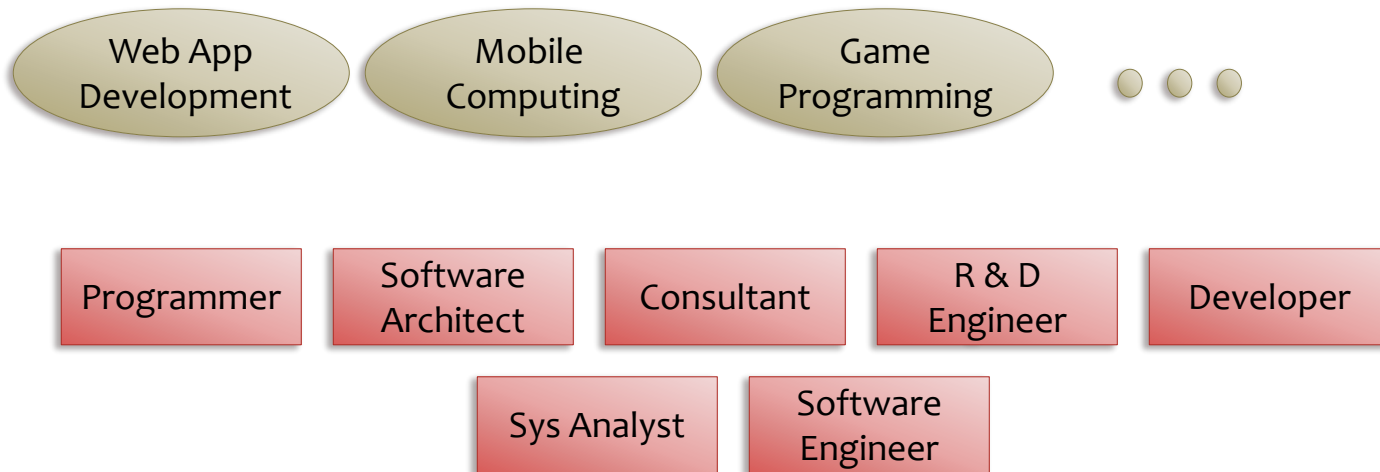 Web App
Development
Mobile
Computing
Game
Programming
Programmer
Software
Architect
Consultant
R & D
Engineer
Developer
Sys Analyst
Software
Engineer